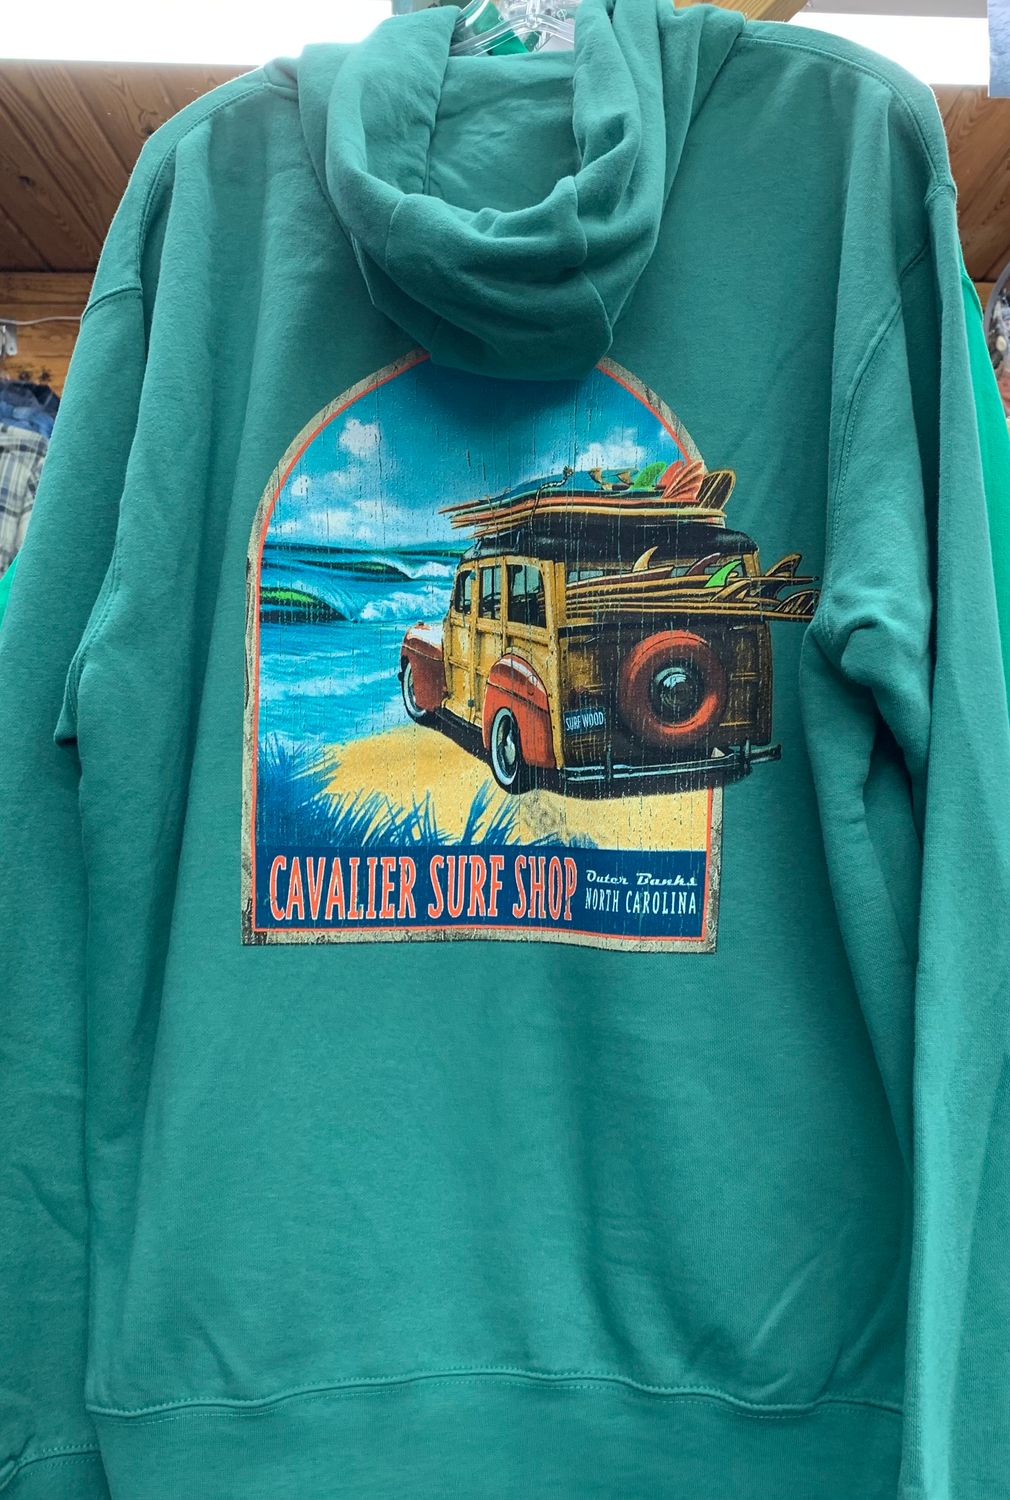 SURF WOOD
CAVALIER SURF SHOP
Outer Banks
NORTH CAROLINA